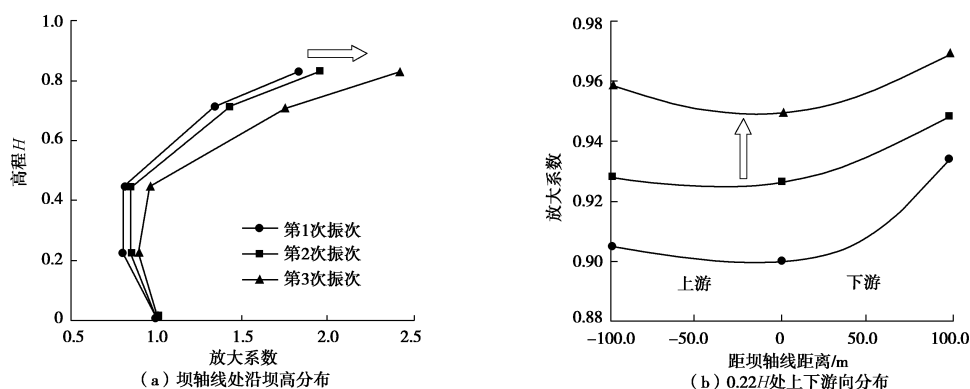 1.0
0.8
0.6
0.4
0.2
0
高程H
第1次振次
第2次振次
第3次振次
0.5
1.0
1.5
2.0
2.5
放大系数
(a) 坝轴线处沿坝高分布
0.98
0.96
0.94
0.92
0.90
0.88
放大系数
上游
下游
-100.0
-50.0
0
50.0
100.0
距坝轴线距离/m
(b) 0.22H处上下游向分布